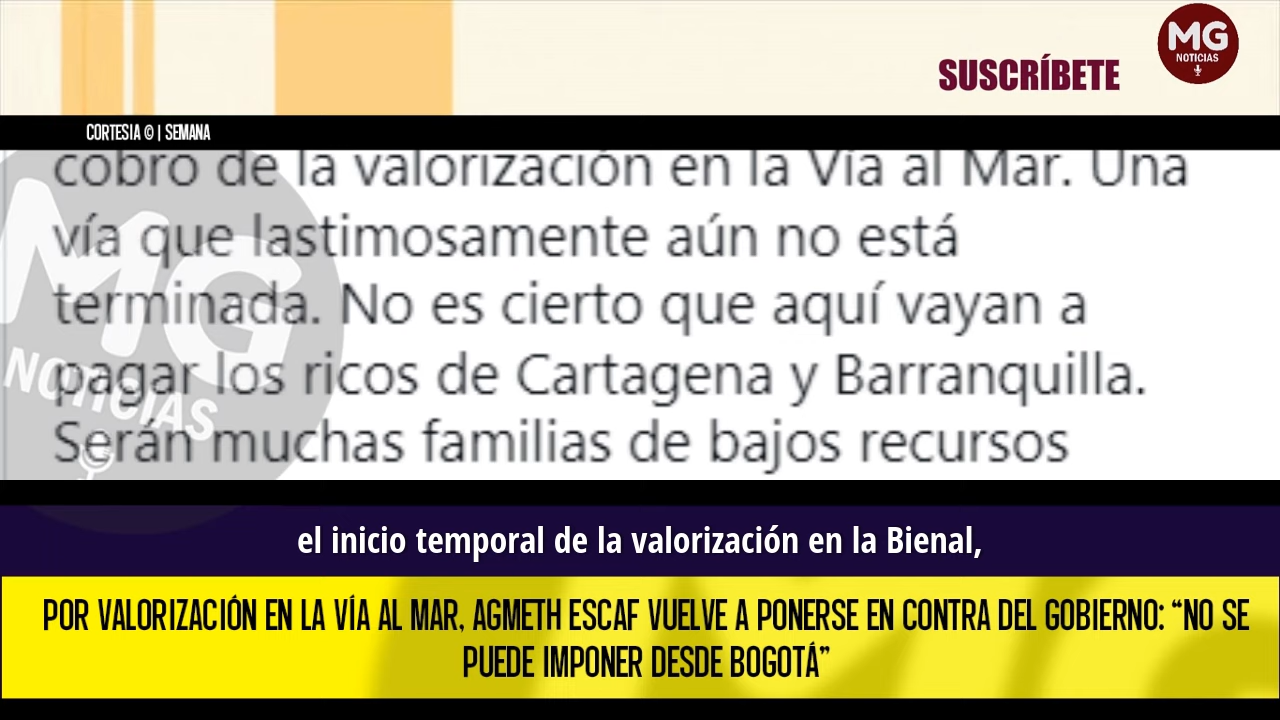 SUSCRÍBETE
MG
NOTICIAS
CORTESIA © | SEMANA
cobro de la valorización en la Vía al Mar. Una
vía que lastimosamente aún no está
terminada. No es cierto que aquí vayan a
pagar los ricos de Cartagena y Barranquilla.
Serán muchas familias de bajos recursos
MG
NOTICIAS
el inicio temporal de la valorización en la Bienal,
POR VALORIZACIÓN EN LA VÍA AL MAR, AGMETH ESCAF VUELVE A PONERSE EN CONTRA DEL GOBIERNO: “NO SE
PUEDE IMPONER DESDE BOGOTÁ”